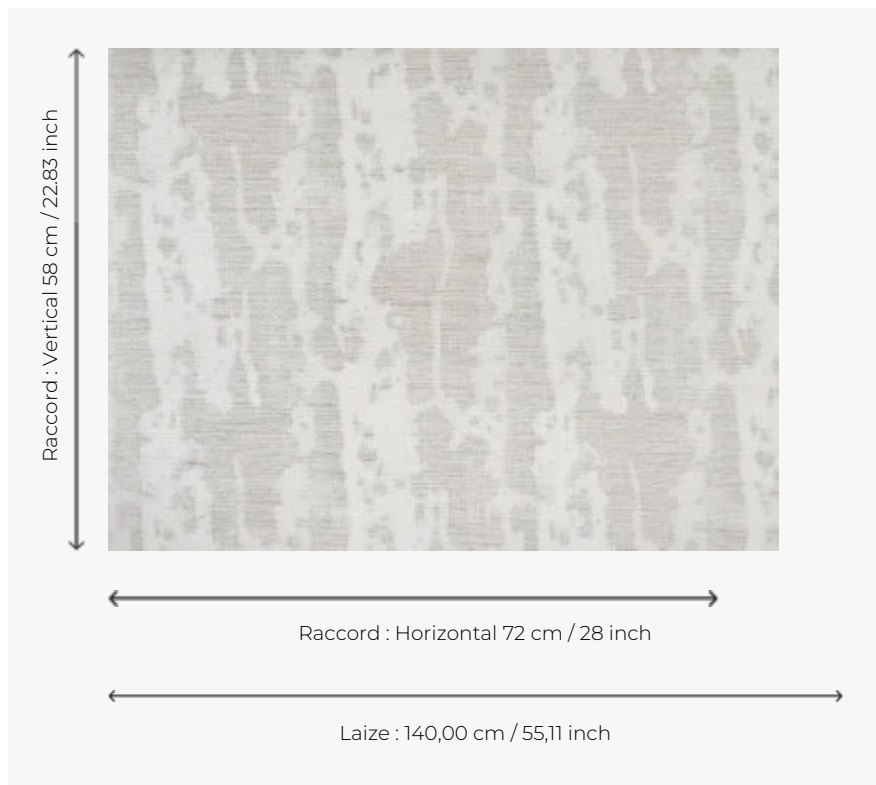 Raccord : Vertical 58 cm / 22.83 inch
Raccord : Horizontal 72 cm / 28 inch
Laize : 140,00 cm / 55,11 inch